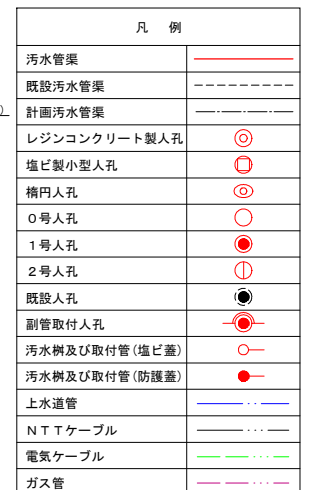 凡 例
汚水管渠
既設汚水管渠
)
計画汚水管渠
レジンコンクリート製人孔
塩ビ製小型人孔
楕円人孔
０号人孔
１号人孔
２号人孔
既設人孔
副管取付人孔
汚水桝及び取付管(塩ビ蓋)
汚水桝及び取付管(防護蓋)
上水道管
ＮＴＴケーブル
電気ケーブル
ガス管